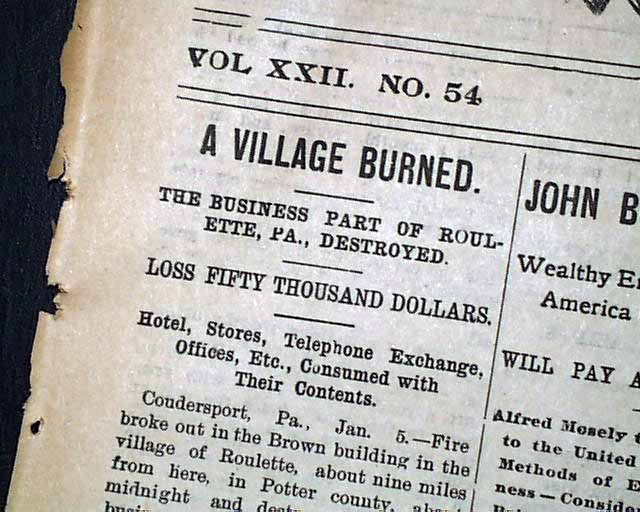 VOL XXII. NO. 54
A VILLAGE BURNED.
THE BUSINESS PART OF ROUL-
ETTE, PA., DESTROYED.
LOSS FIFTY THOUSAND DOLLARS.
Hotel, Stores, Telephone Exchange,
Offices, Etc., Consumed with
Their Contents.
Coudersport, Pa., Jan. 5.—Fire
broke out in the Brown building in the
village of Roulette, about nine miles
from here, in Potter county,
midnight and
JOHN B
Wealthy
America
WILL PAY
Alfred Mosely
to the United
Methods of
ness—